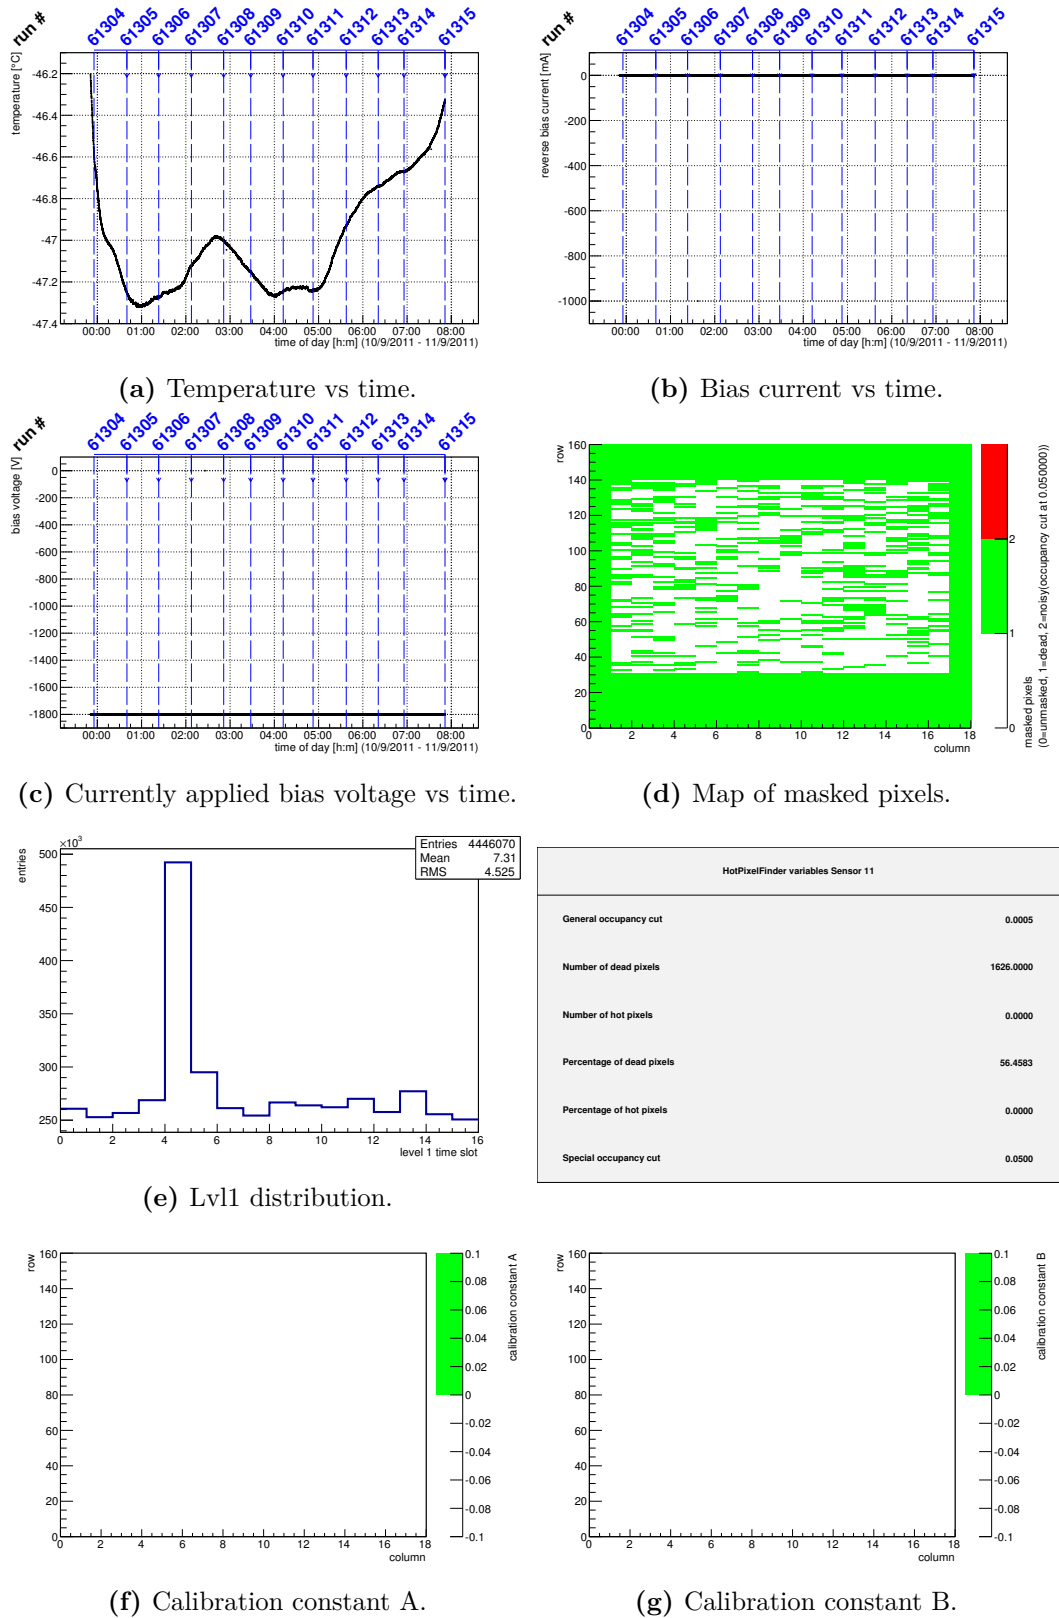 run #
61304 61305 61306 61307 61308 61309 61310 61311 61312 61313 61314 61315
temperature [°C]
-46.2
-46.4
-46.6
-46.8
-47
-47.2
-47.4
00:00 01:00 02:00 03:00 04:00 05:00 06:00 07:00 08:00
time of day [h:m] (10/9/2011 - 11/9/2011)
(a) Temperature vs time.
run #
61304 61305 61306 61307 61308 61309 61310 61311 61312 61313 61314 61315
reverse bias current [mA]
0
-200
-400
-600
-800
-1000
00:00 01:00 02:00 03:00 04:00 05:00 06:00 07:00 08:00
time of day [h:m] (10/9/2011 - 11/9/2011)
(b) Bias current vs time.
run #
61304 61305 61306 61307 61308 61309 61310 61311 61312 61313 61314 61315
bias voltage [V]
0
-200
-400
-600
-800
-1000
-1200
-1400
-1600
-1800
00:00 01:00 02:00 03:00 04:00 05:00 06:00 07:00 08:00
time of day [h:m] (10/9/2011 - 11/9/2011)
(c) Currently applied bias voltage vs time.
row
160
140
120
100
80
60
40
20
0
0 2 4 6 8 10 12 14 16 18
column
2
1
0
masked pixels
(0=unmasked, 1=dead, 2=noisy(occupancy cut at 0.050000))
(d) Map of masked pixels.
×10³
entries
500
450
400
350
300
250
0 2 4 6 8 10 12 14 16
level 1 time slot
Entries 4446070
Mean 7.31
RMS 4.525
(e) Lvl1 distribution.
HotPixelFinder variables Sensor 11
General occupancy cut 0.0005
Number of dead pixels 1626.0000
Number of hot pixels 0.0000
Percentage of dead pixels 56.4583
Percentage of hot pixels 0.0000
Special occupancy cut 0.0500
row
160
140
120
100
80
60
40
20
0
0 2 4 6 8 10 12 14 16 18
column
0.1
0.08
0.06
0.04
0.02
0
-0.02
-0.04
-0.06
-0.08
-0.1
calibration constant A
(f) Calibration constant A.
row
160
140
120
100
80
60
40
20
0
0 2 4 6 8 10 12 14 16 18
column
0.1
0.08
0.06
0.04
0.02
0
-0.02
-0.04
-0.06
-0.08
-0.1
calibration constant B
(g) Calibration constant B.